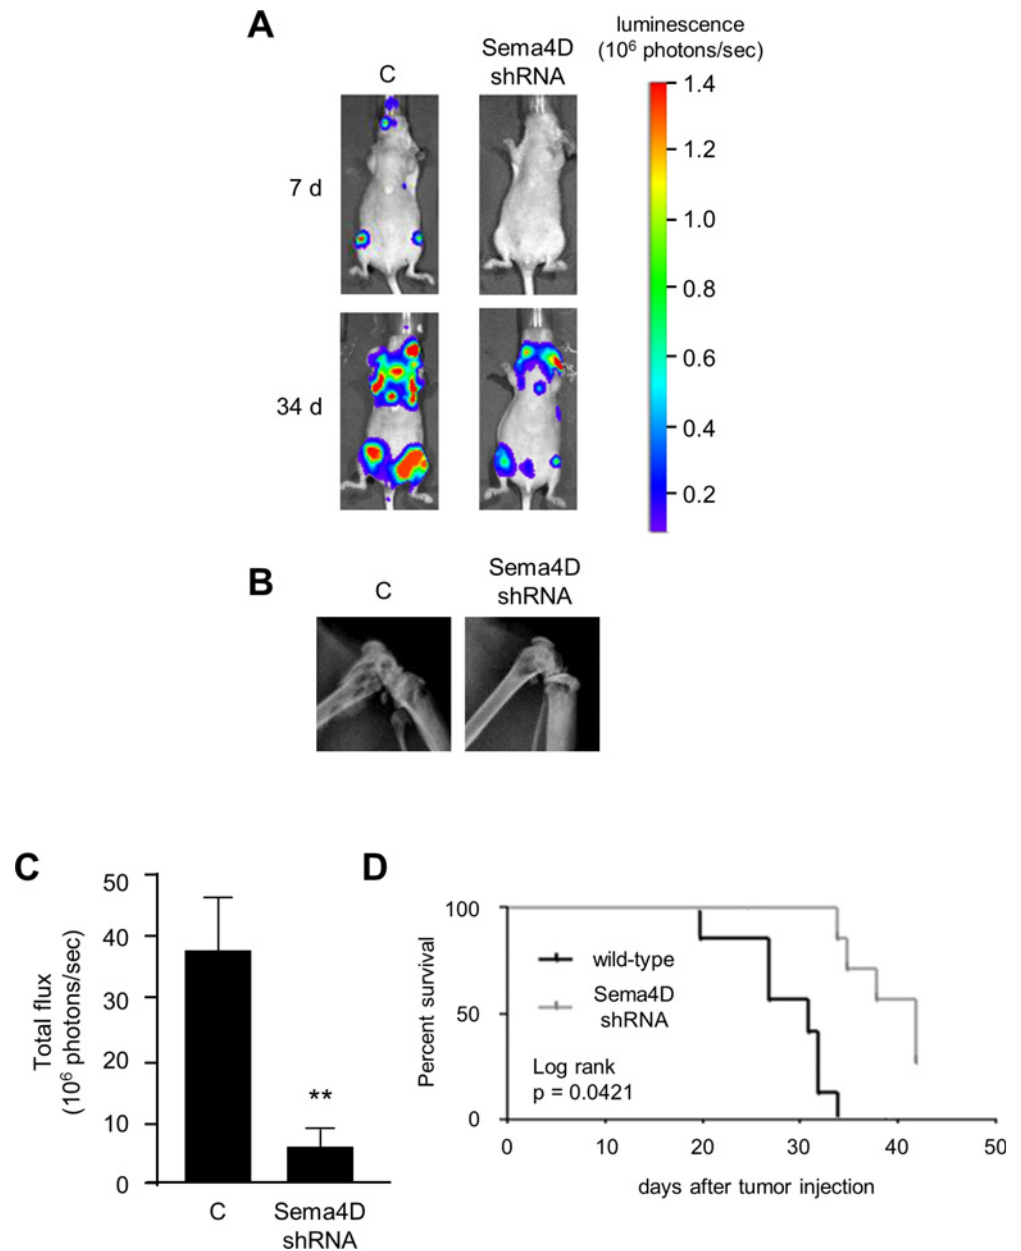 A
luminescence
(10⁶ photons/sec)
C
Sema4D
shRNA
1.4
1.2
1.0
0.8
0.6
0.4
0.2
7 d
34 d
B
C
Sema4D
shRNA
C
Total flux
(10⁶ photons/sec)
50
40
30
20
10
0
**
C
Sema4D
shRNA
D
Percent survival
100
50
0
wild-type
Sema4D
shRNA
Log rank
p = 0.0421
0
10
20
30
40
50
days after tumor injection